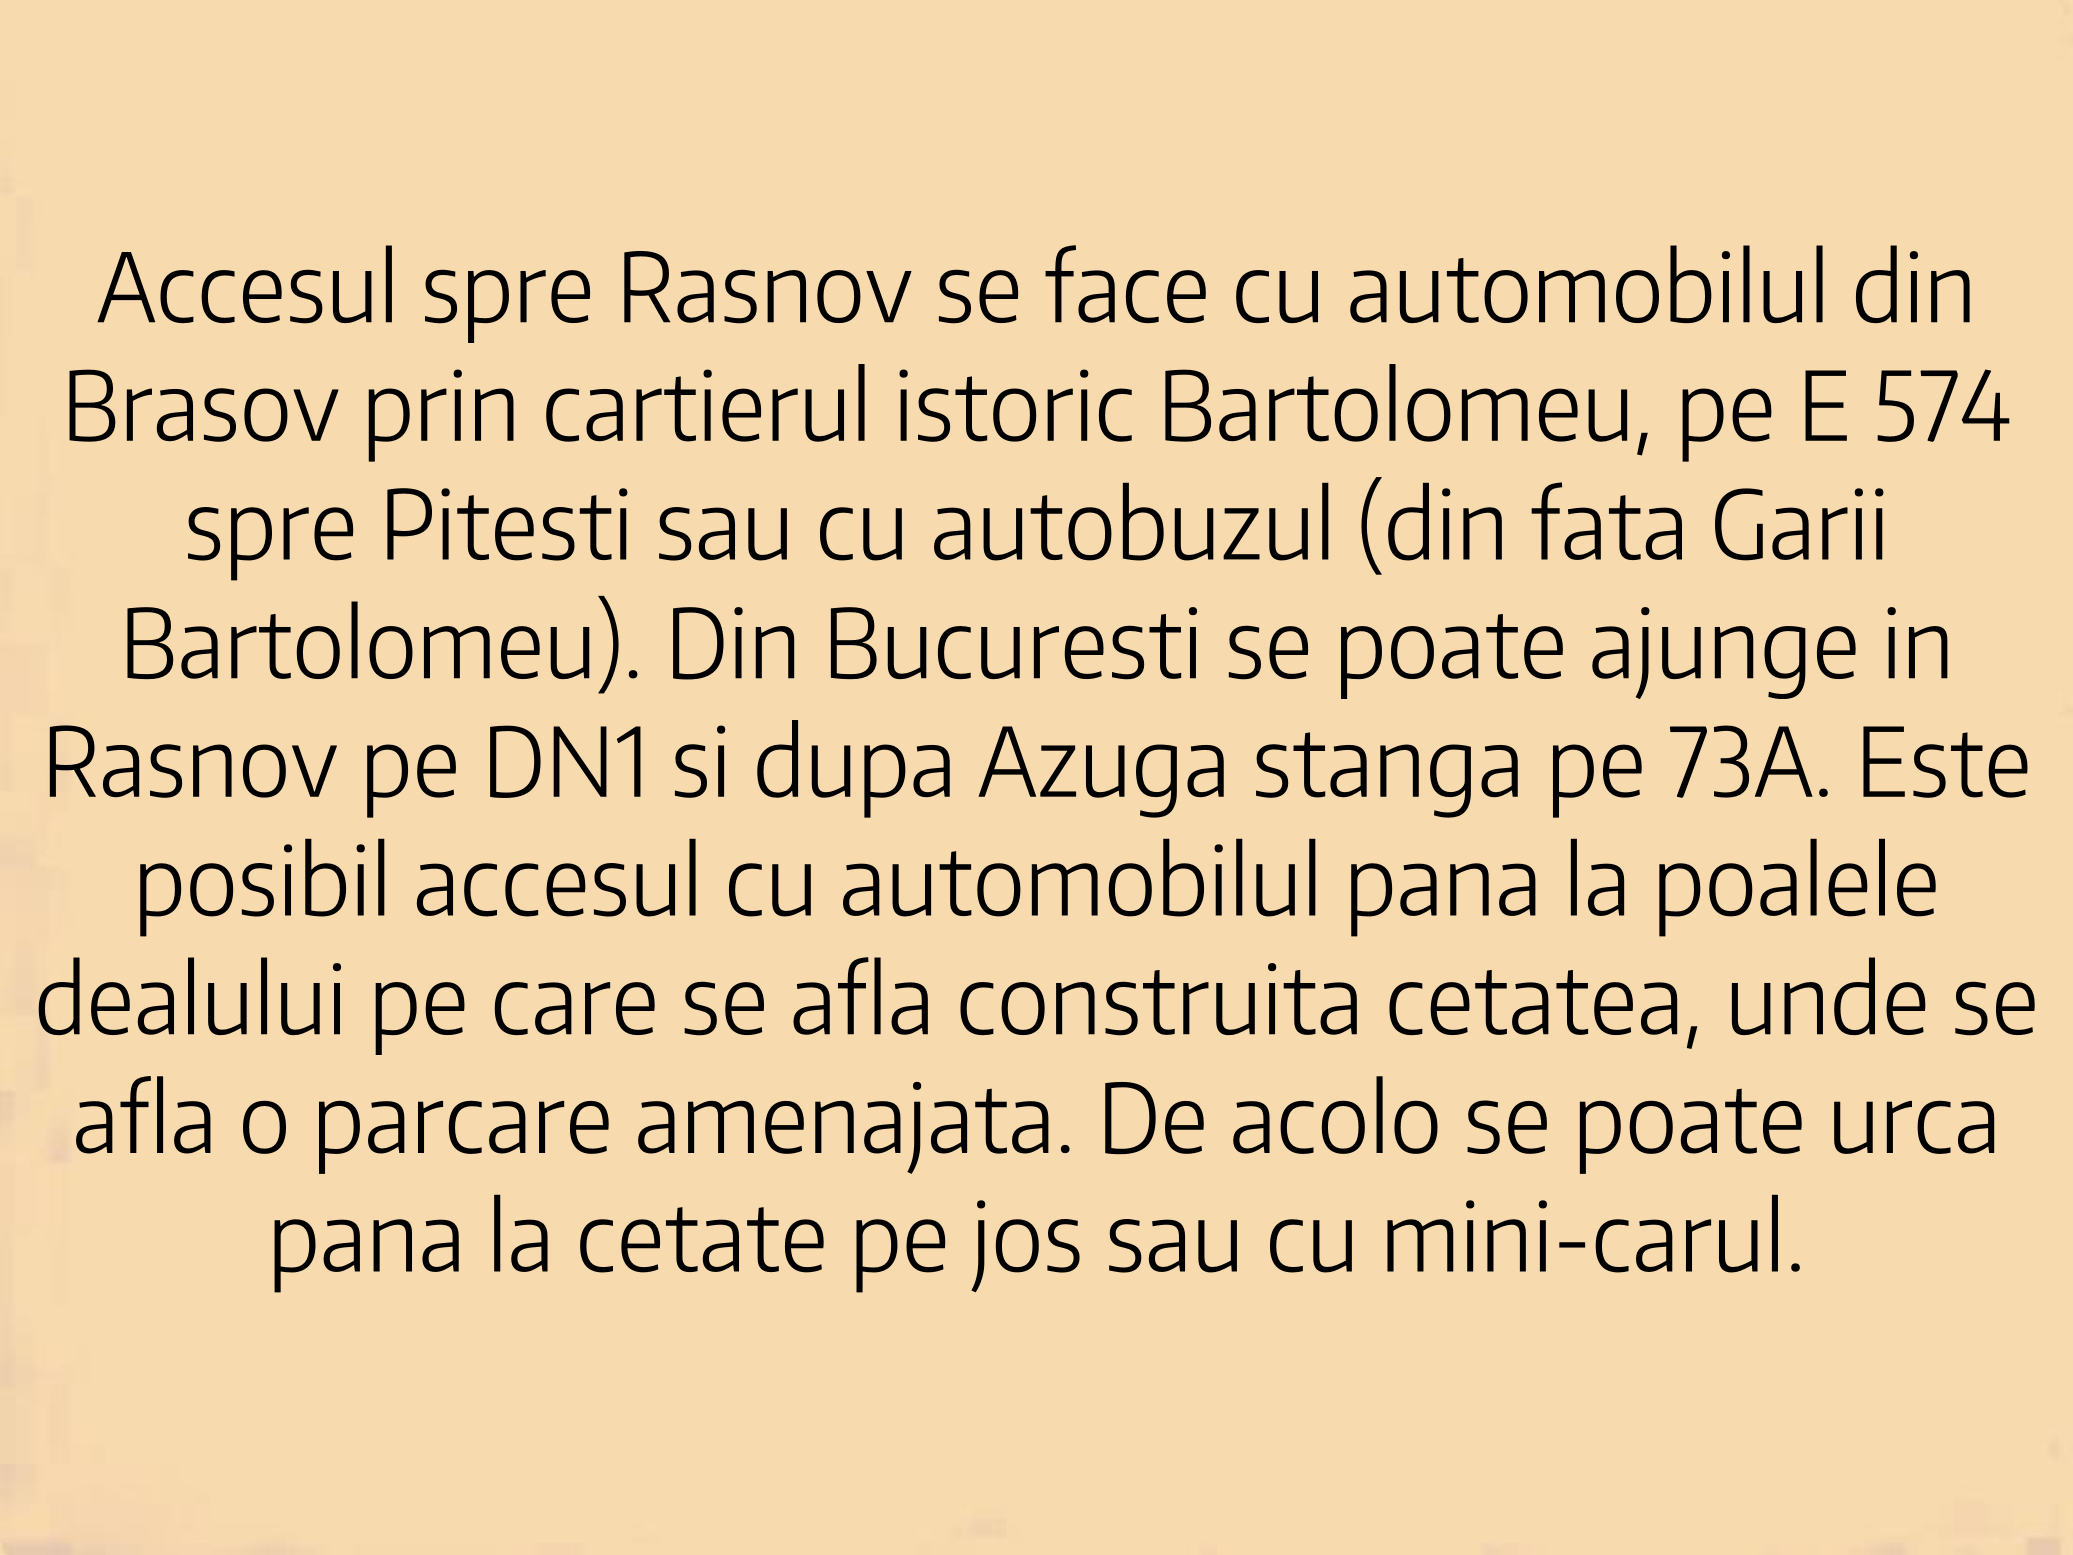 Accesul spre Rasnov se face cu automobilul din
Brasov prin cartierul istoric Bartolomeu, pe E 574
spre Pitesti sau cu autobuzul (din fata Garii
Bartolomeu). Din Bucuresti se poate ajunge in
Rasnov pe DN1 si dupa Azuga stanga pe 73A. Este
posibil accesul cu automobilul pana la poalele
dealului pe care se afla construita cetatea, unde se
afla o parcare amenajata. De acolo se poate urca
pana la cetate pe jos sau cu mini-carul.